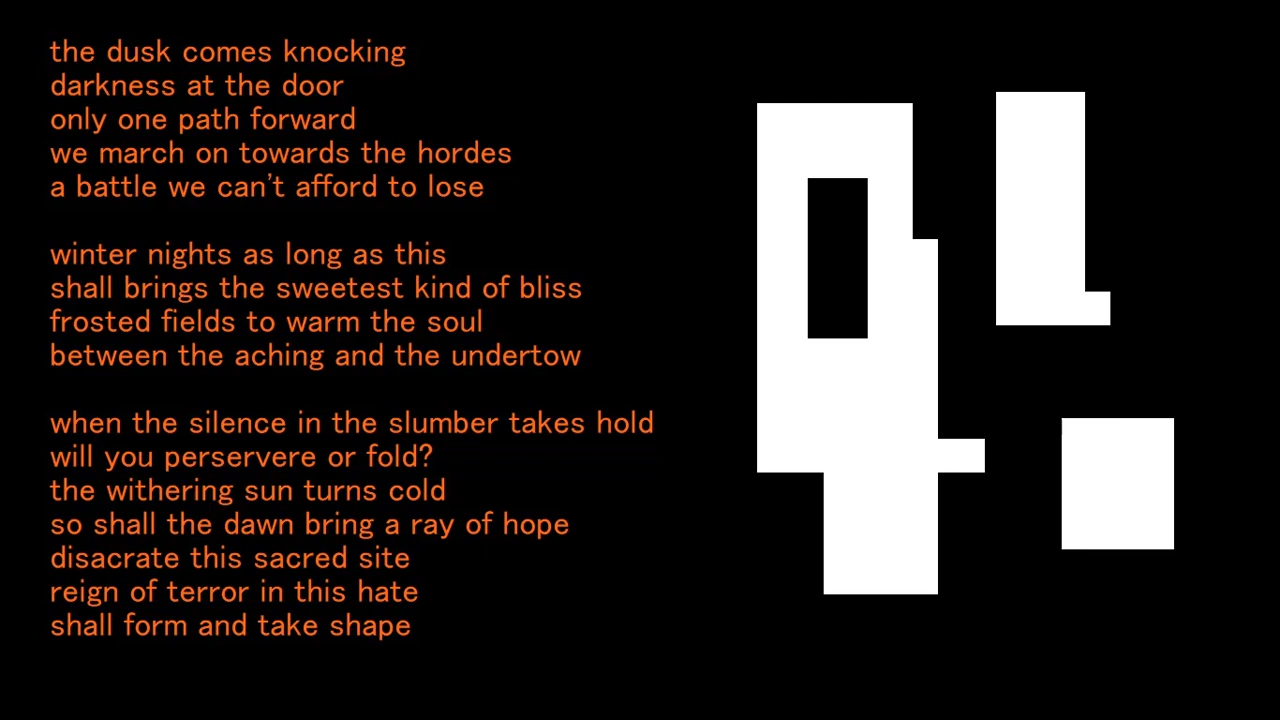 the dusk comes knocking
darkness at the door
only one path forward
we march on towards the hordes
a battle we can't afford to lose
winter nights as long as this
shall brings the sweetest kind of bliss
frosted fields to warm the soul
between the aching and the undertow
when the silence in the slumber takes hold
will you perservere or fold?
the withering sun turns cold
so shall the dawn bring a ray of hope
disacrate this sacred site
reign of terror in this hate
shall form and take shape